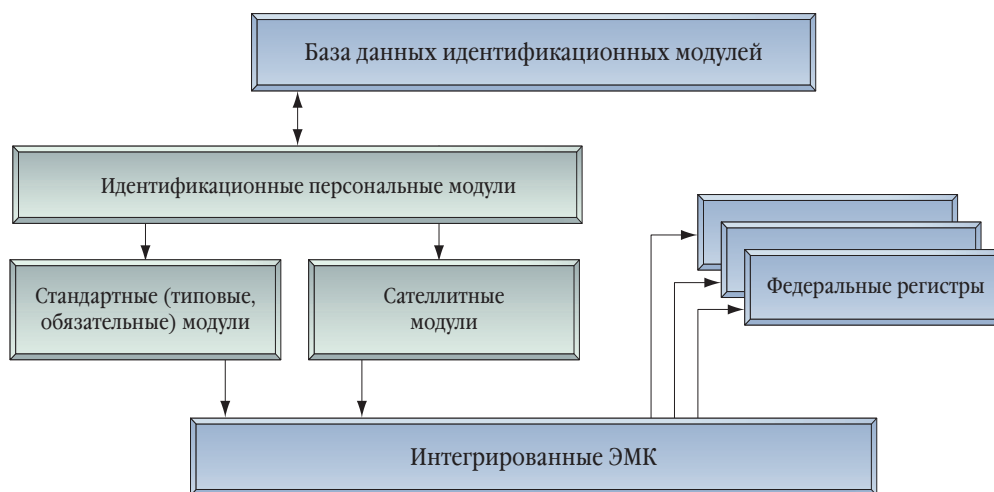 База данных идентификационных модулей
Идентификационные персональные модули
Стандартные (типовые,
обязательные) модули
Сателлитные
модули
Федеральные регистры
Интегрированные ЭМК